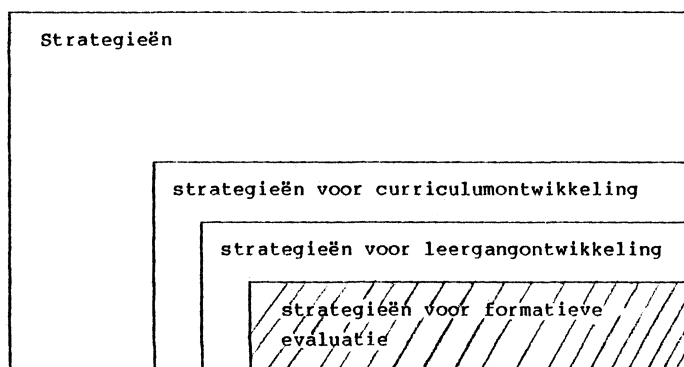 Strategieën
strategieën voor curriculumontwikkeling
strategieën voor leergangontwikkeling
strategieën voor formatieve
evaluatie